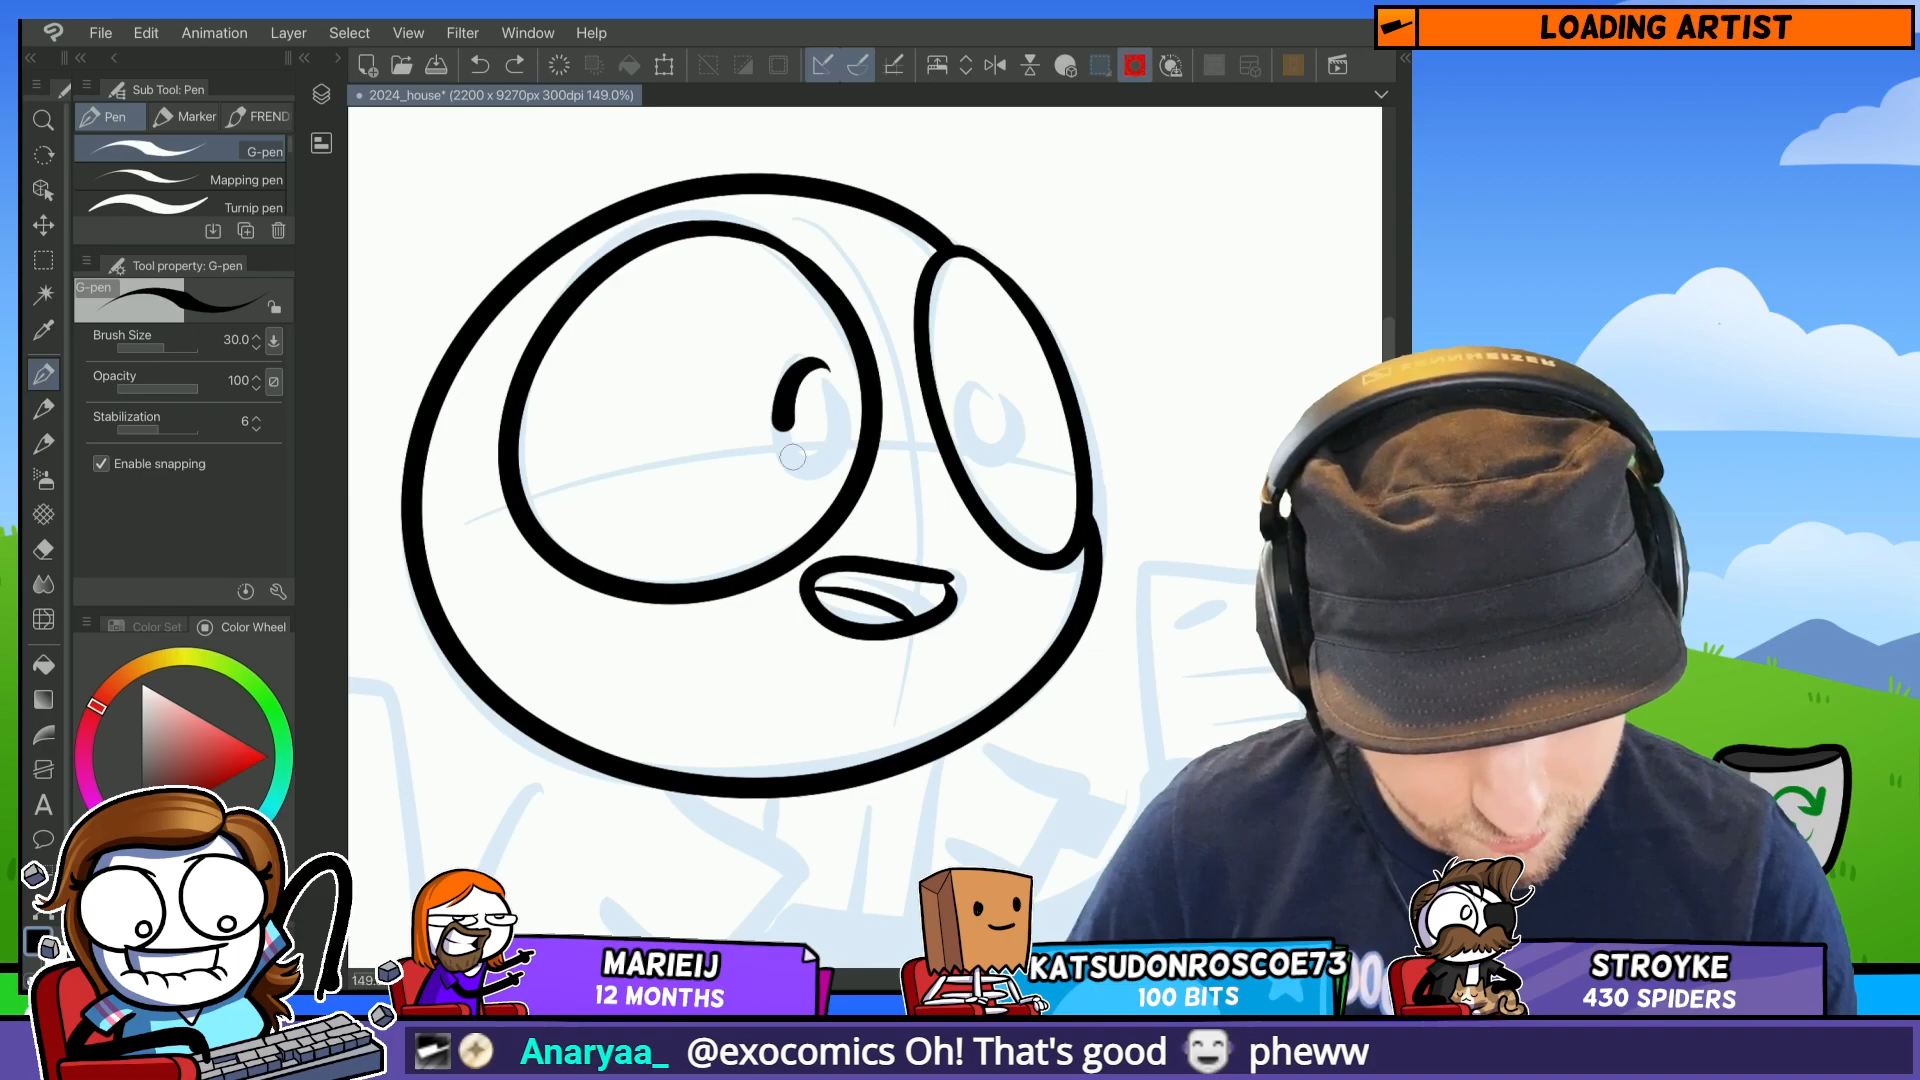 File Edit Animation Layer Select View Filter Window Help
LOADING ARTIST
Sub Tool: Pen
2024_house* (2200 x 9270px 300dpi 149.0%)
Pen Marker FREND
G-pen
Mapping pen
Turnip pen
Tool property: G-pen
G-pen
Brush Size 30.0
Opacity 100
Stabilization 6
Enable snapping
Color Set Color Wheel
SENNHEISER
A
149.
MARIEIJ
12 MONTHS
KATSUDONROSCOE73
100 BITS
STROYKE
430 SPIDERS
Anaryaa_ @exocomics Oh! That's good pheww